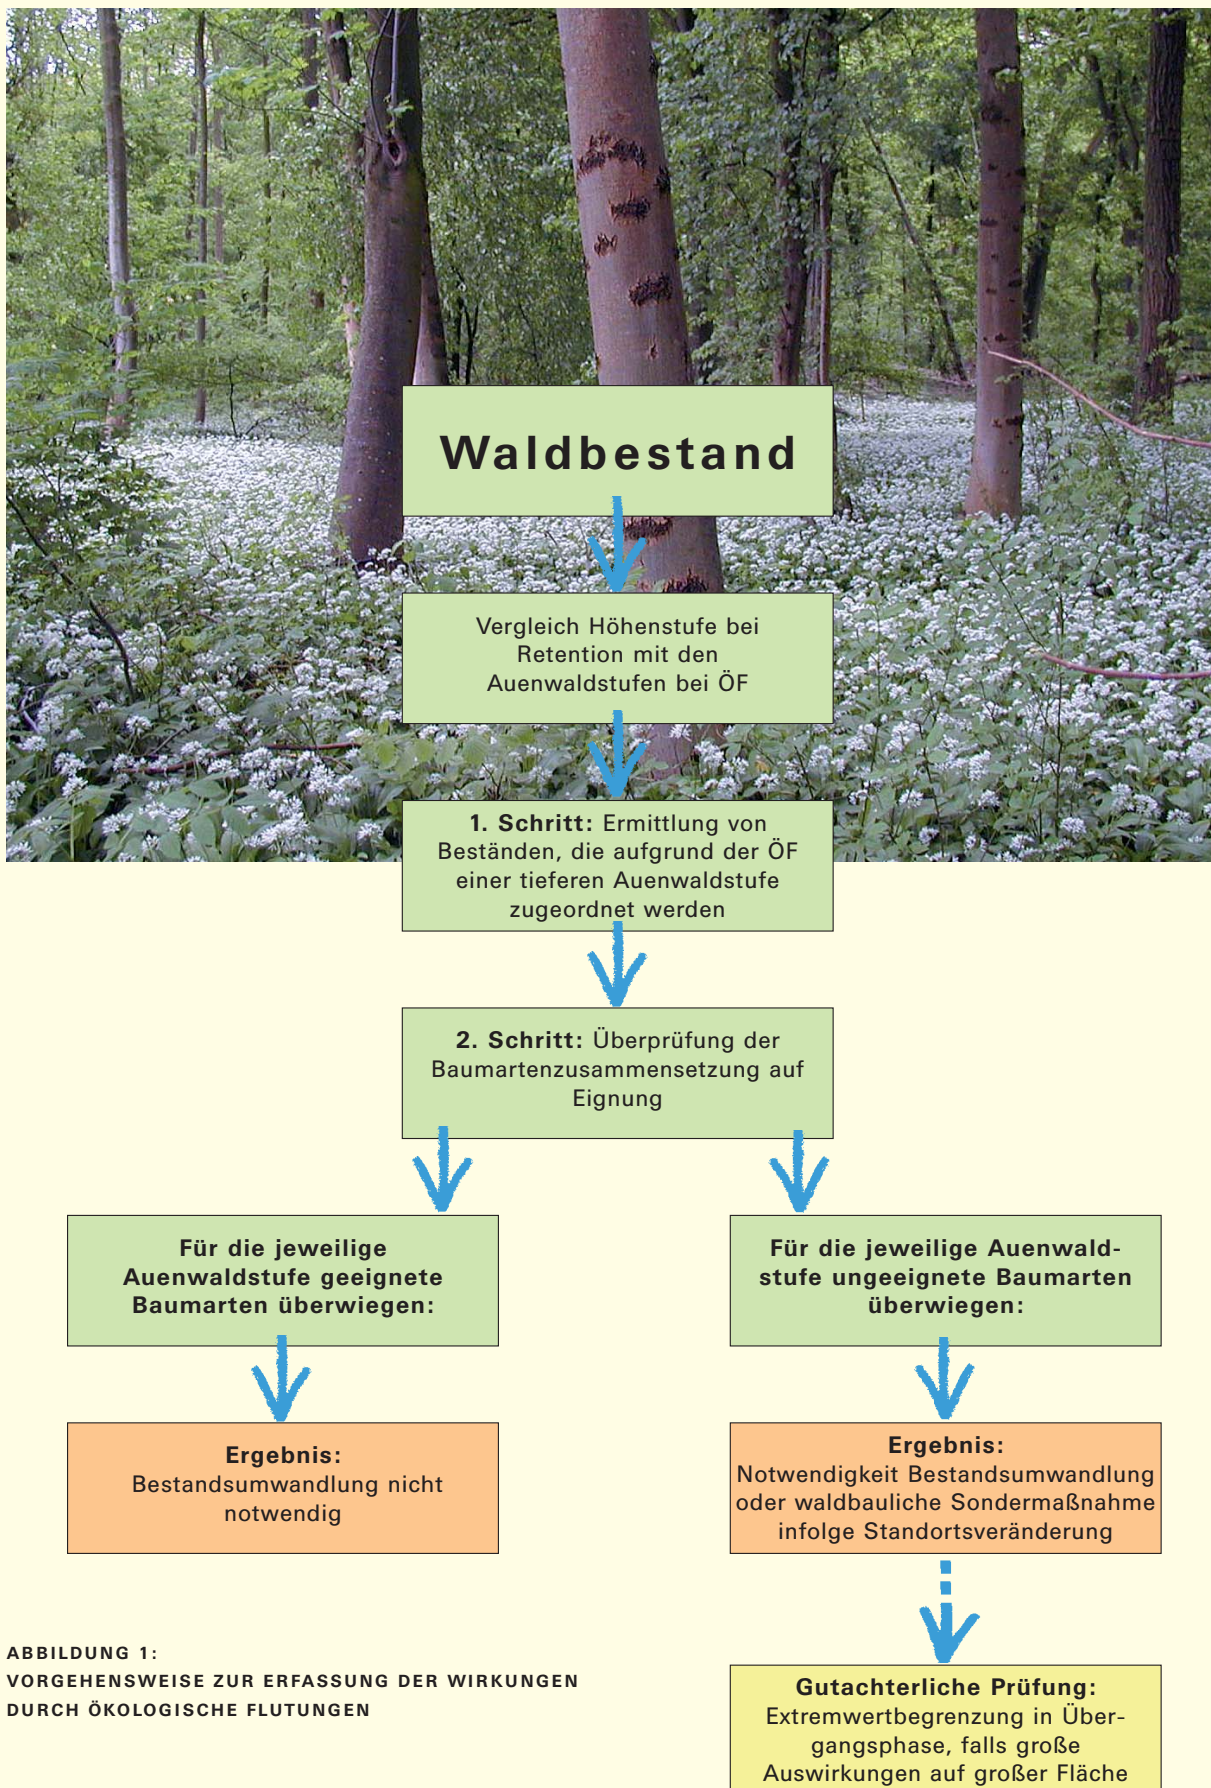 Waldbestand
Vergleich Höhenstufe bei
Retention mit den
Auenwaldstufen bei ÖF
1. Schritt: Ermittlung von
Beständen, die aufgrund der ÖF
einer tieferen Auenwaldstufe
zugeordnet werden
2. Schritt: Überprüfung der
Baumartenzusammensetzung auf
Eignung
Für die jeweilige
Auenwaldstufe geeignete
Baumarten überwiegen:
Für die jeweilige Auenwald-
stufe ungeeignete Baumarten
überwiegen:
Ergebnis:
Bestandsumwandlung nicht
notwendig
Ergebnis:
Notwendigkeit Bestandsumwandlung
oder waldbauliche Sondermaßnahme
infolge Standortsveränderung
Gutachterliche Prüfung:
Extremwertbegrenzung in Über-
gangsphase, falls große
Auswirkungen auf großer Fläche
ABBILDUNG 1:
VORGEHENSWEISE ZUR ERFASSUNG DER WIRKUNGEN
DURCH ÖKOLOGISCHE FLUTUNGEN